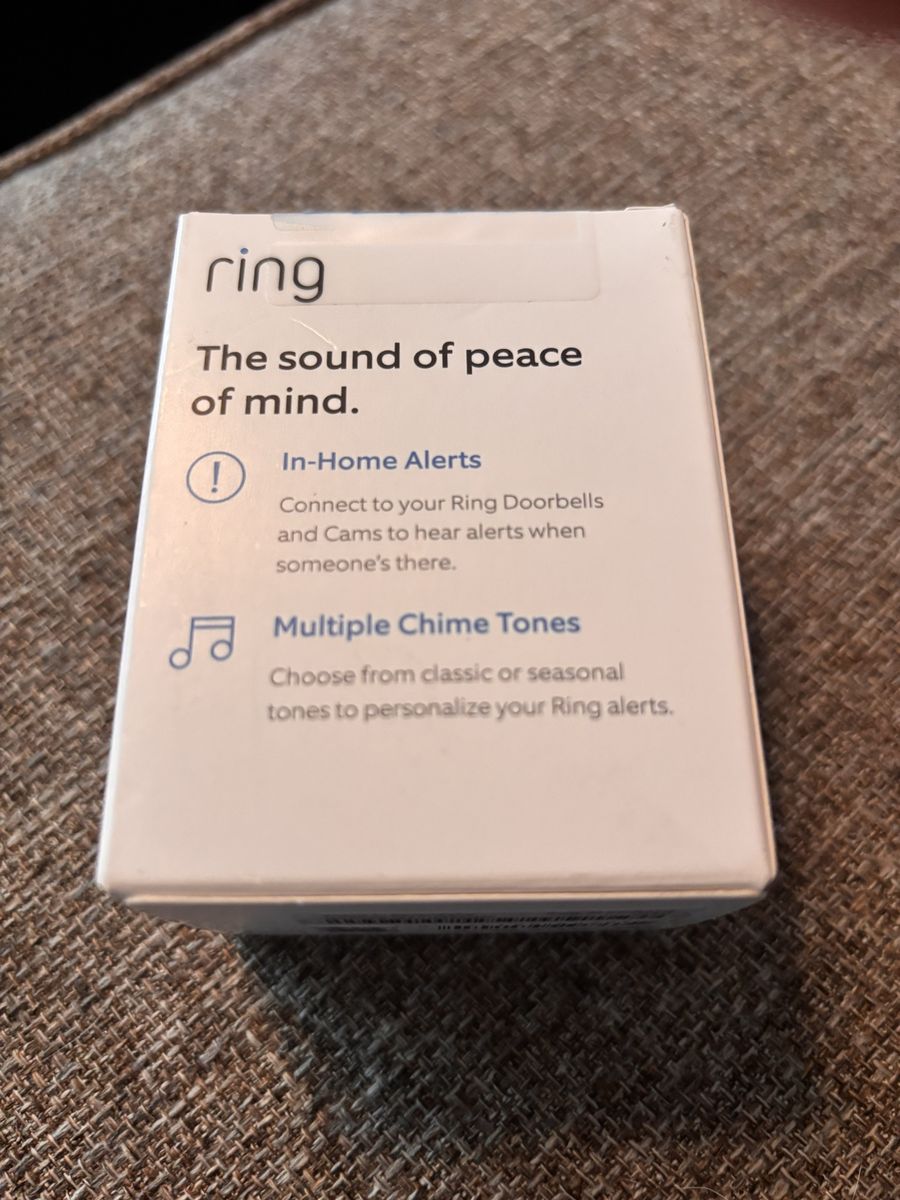 ring
The sound of peace
of mind.
In-Home Alerts
Connect to your Ring Doorbells
and Cams to hear alerts when
someone's there.
Multiple Chime Tones
Choose from classic or seasonal
tones to personalize your Ring alerts.